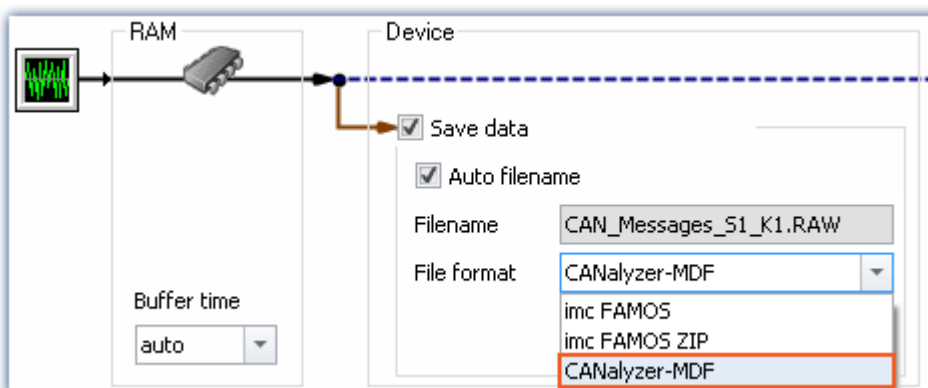 RAM
Device
Save data
Auto filename
Filename
CAN_Messages_S1_K1.RAW
File format
CANalyzer-MDF
imc FAMOS
imc FAMOS ZIP
CANalyzer-MDF
Buffer time
auto